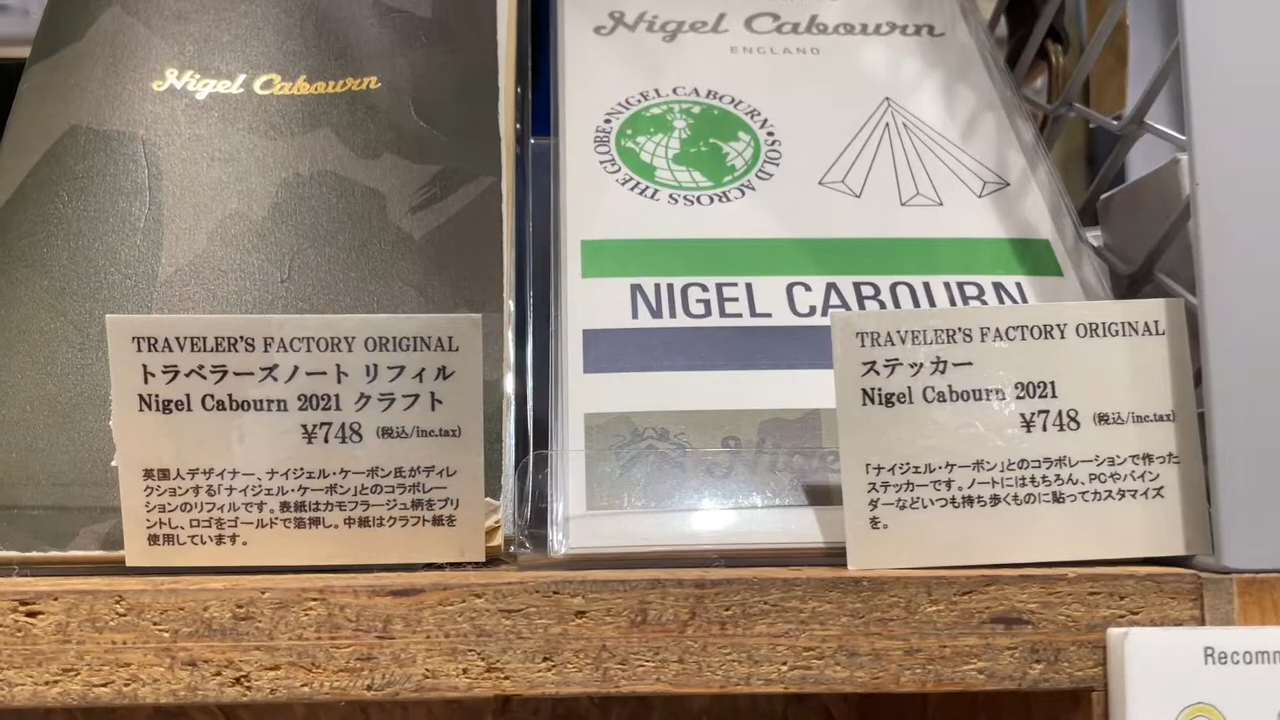 Nigel Cabourn
TRAVELER'S FACTORY ORIGINAL
トラベラーズノート リフィル
Nigel Cabourn 2021 クラフト
¥748 (税込/inc.tax)
英国人デザイナー、ナイジェル・ケーボン氏がディレ
クションする「ナイジェル・ケーボン」とのコラボレー
ションのリフィルです。表紙はカモフラージュ柄をプリ
ントし、ロゴをゴールドで箔押し。中紙はクラフト紙を
使用しています。
Nigel Cabourn
ENGLAND
NIGEL CABOURN • SOLD ACROSS THE GLOBE •
NIGEL CABOURN
TRAVELER'S FACTORY ORIGINAL
ステッカー
Nigel Cabourn 2021
¥748 (税込/inc.tax)
「ナイジェル・ケーボン」とのコラボレーションで作った
ステッカーです。ノートにはもちろん、PCやバイン
ダーなどいつも持ち歩くものに貼ってカスタマイズ
を。
Recomm